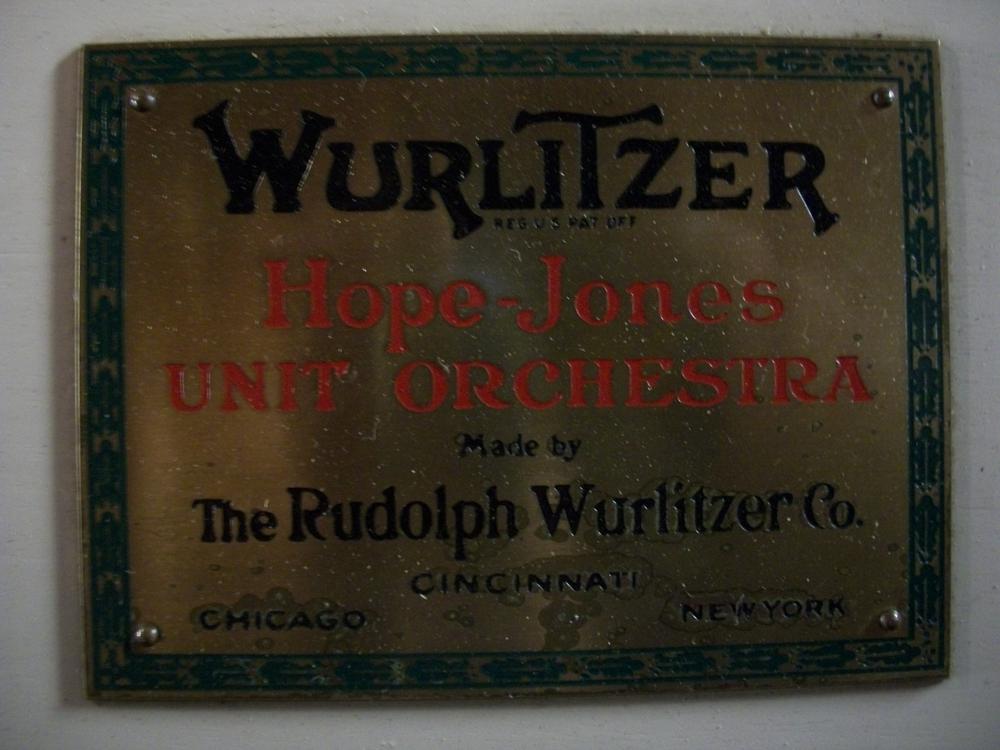 WURLITZER
REG. U.S. PAT. OFF.
Hope-Jones
UNIT ORCHESTRA
Made by
The Rudolph Wurlitzer Co.
CINCINNATI
CHICAGO NEW YORK